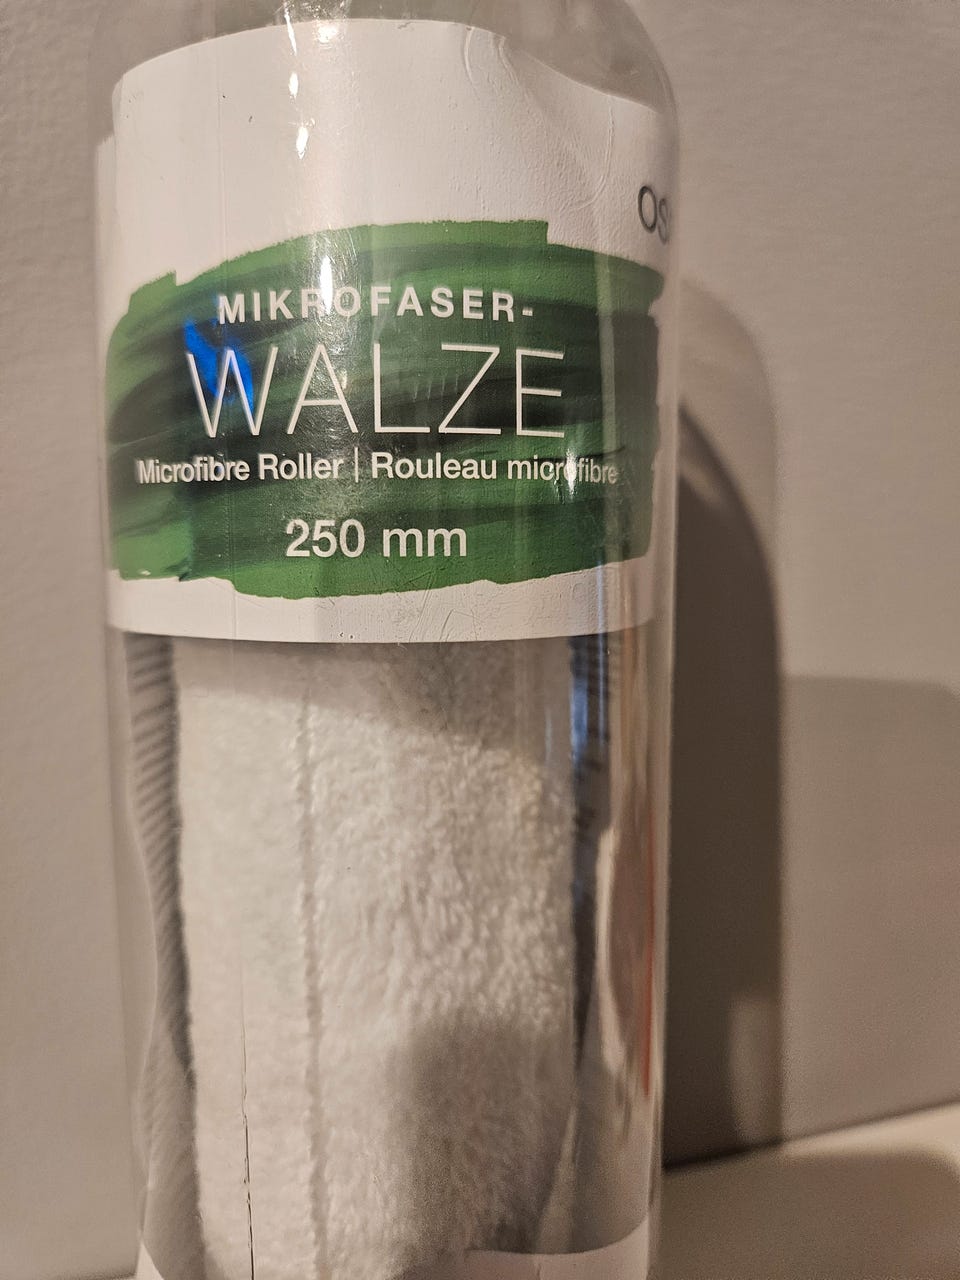 MIKROFASER-
WALZE
Microfibre Roller | Rouleau microfibre
250 mm